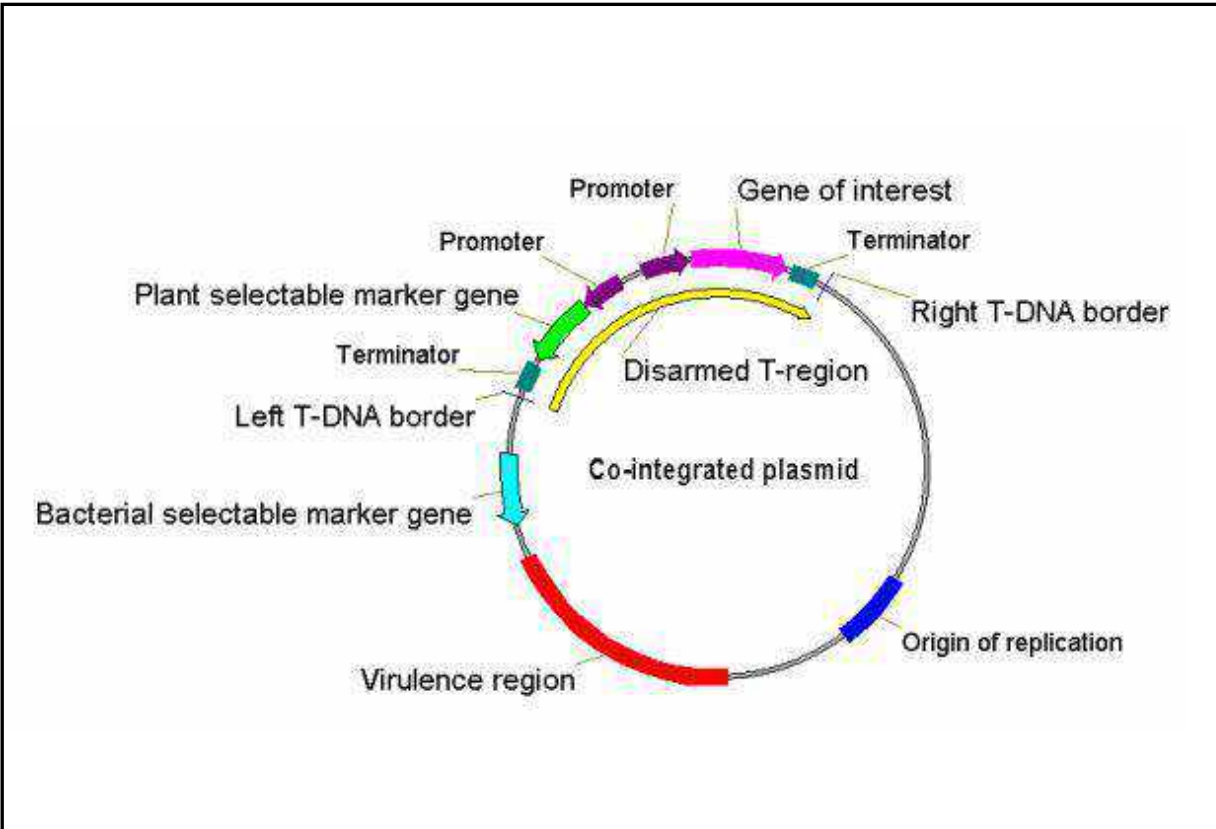 Promoter
Gene of interest
Promoter
Terminator
Plant selectable marker gene
Right T-DNA border
Terminator
Disarmed T-region
Left T-DNA border
Co-integrated plasmid
Bacterial selectable marker gene
Origin of replication
Virulence region